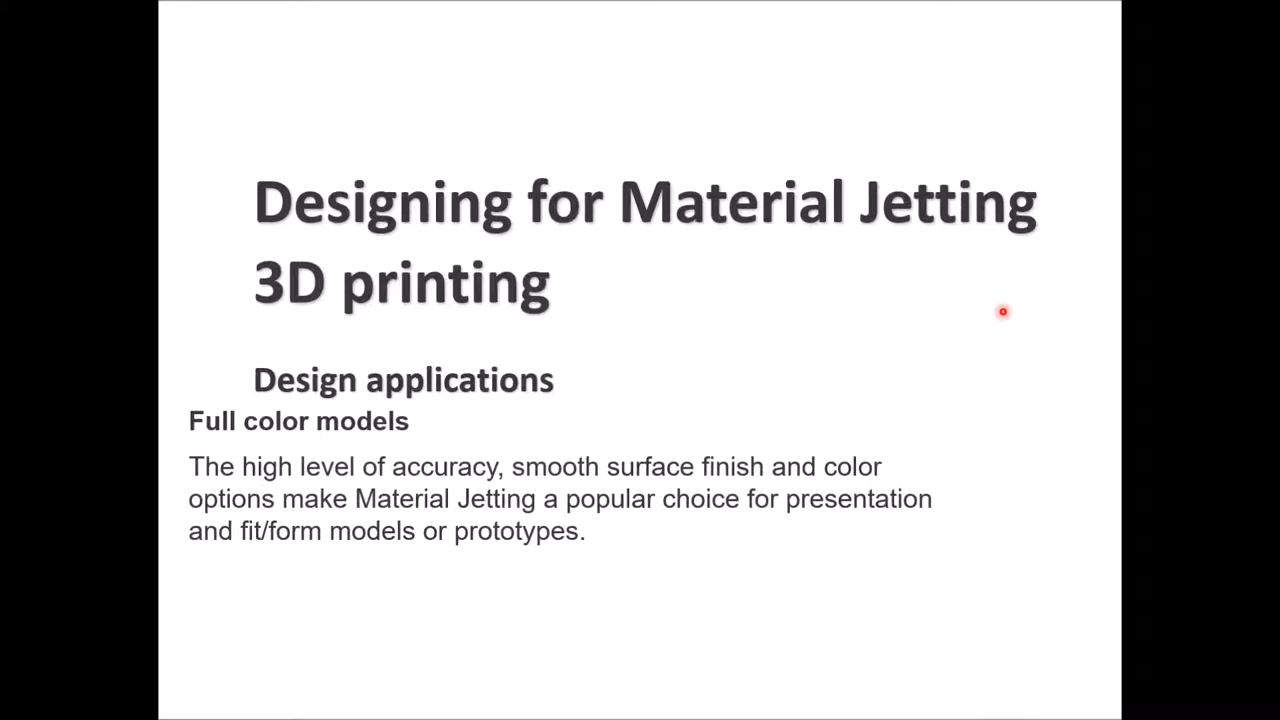 Designing for Material Jetting
3D printing
Design applications
Full color models
The high level of accuracy, smooth surface finish and color
options make Material Jetting a popular choice for presentation
and fit/form models or prototypes.